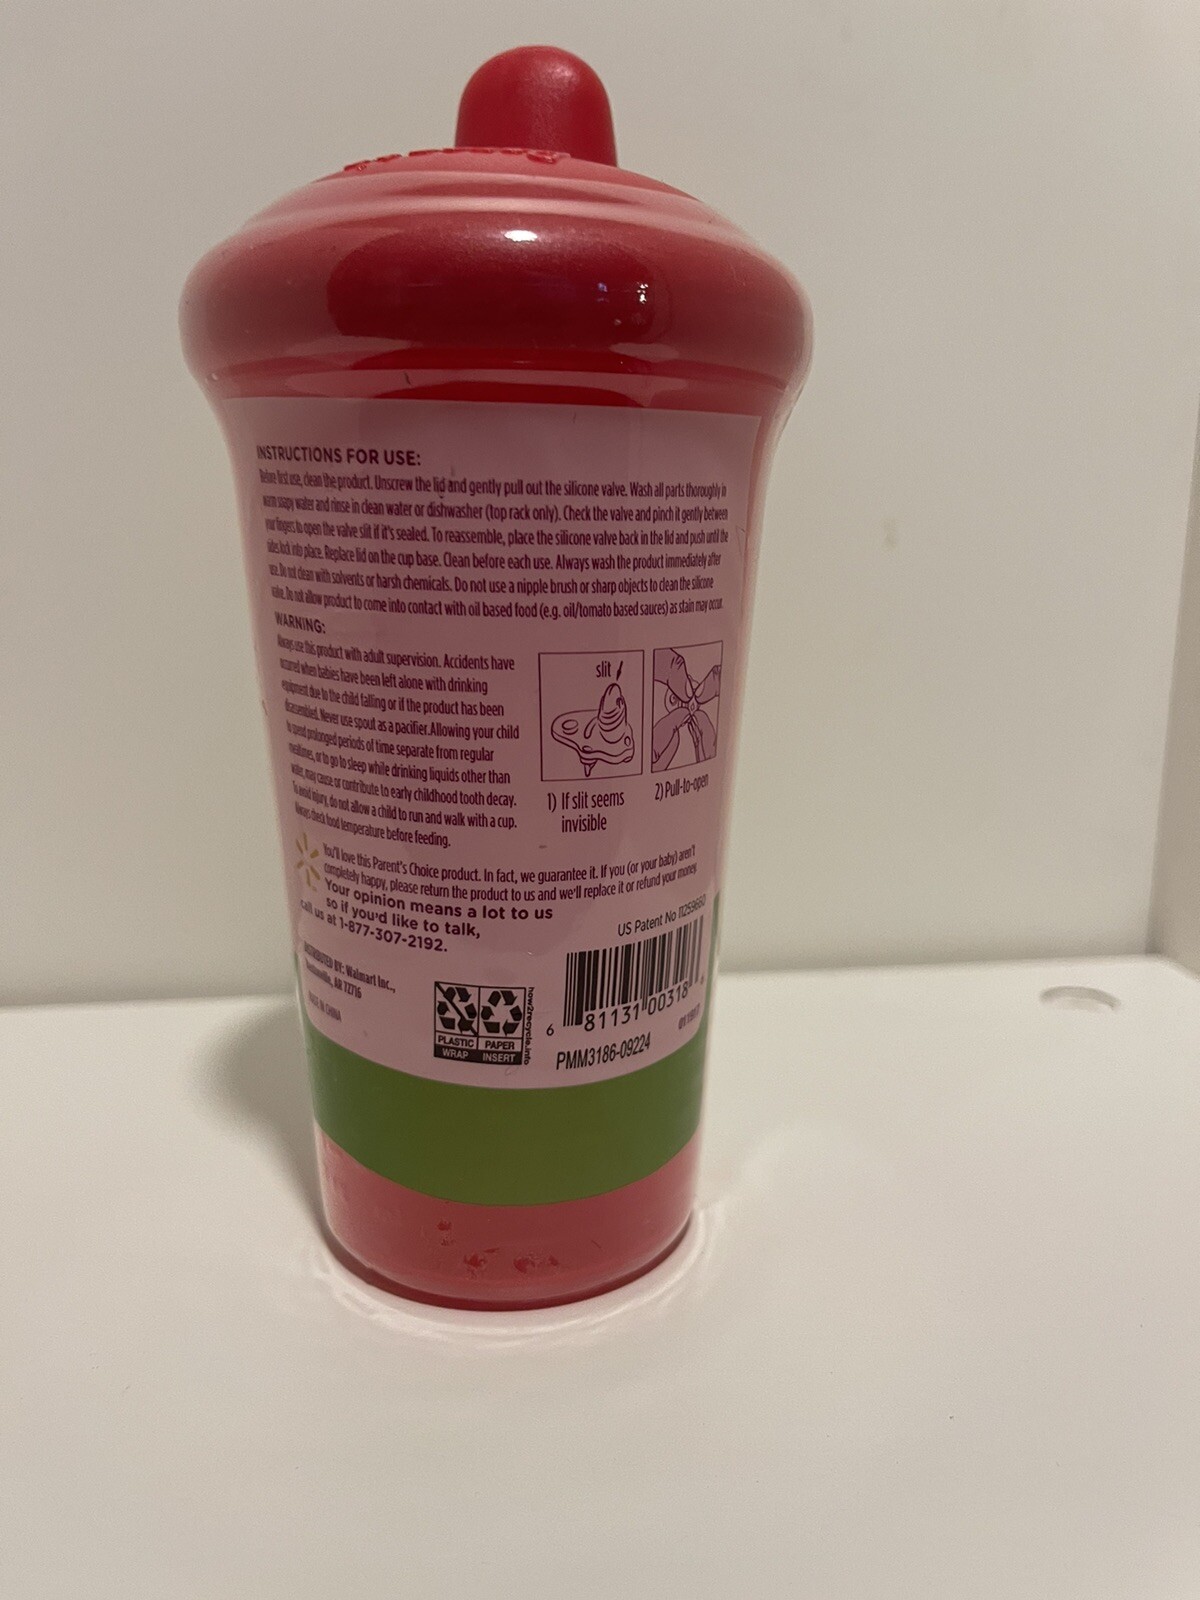 INSTRUCTIONS FOR USE:
Before first use, clean the product. Unscrew the lid and gently pull out the silicone valve. Wash all parts thoroughly in
warm soapy water and rinse in clean water or dishwasher (top rack only). Check the valve and pinch it gently between
your fingers to open the valve slit if it's sealed. To reassemble, place the silicone valve back in the lid and push until the
sides lock into place. Replace lid on the cup base. Clean before each use. Always wash the product immediately after
use. Do not clean with solvents or harsh chemicals. Do not use a nipple brush or sharp objects to clean the silicone
valve. Do not allow product to come into contact with oil based food (e.g. oil/tomato based sauces) as stain may occur.
WARNING:
Always use this product with adult supervision. Accidents have
occurred when babies have been left alone with drinking
equipment due to the child falling or if the product has been
disassembled. Never use spout as a pacifier. Allowing your child
to spend prolonged periods of time separate from regular
mealtimes, or to go to sleep while drinking liquids other than
water, may cause or contribute to early childhood tooth decay.
To avoid injury, do not allow a child to run and walk with a cup.
Always check food temperature before feeding.
slit
1) If slit seems
invisible
2) Pull-to-open
You'll love this Parent's Choice product. In fact, we guarantee it. If you (or your baby) aren't
completely happy, please return the product to us and we'll replace it or refund your money.
Your opinion means a lot to us
so if you'd like to talk,
call us at 1-877-307-2192.
US Patent No 11259660
DISTRIBUTED BY: Walmart Inc.,
Bentonville, AR 72716
MADE IN CHINA
PLASTIC PAPER
WRAP INSERT
how2recycle.info
6 81131 00318
PMM3186-09224